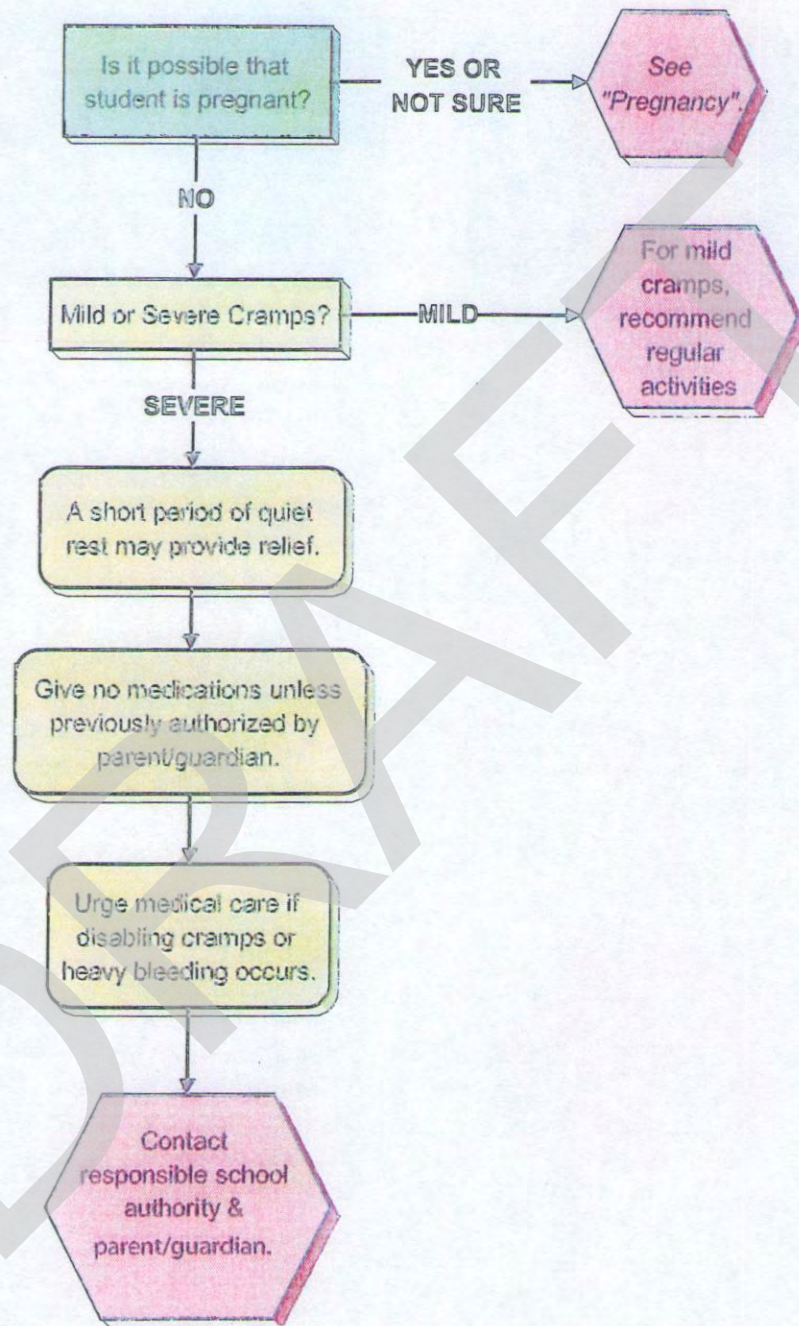 Is it possible that
student is pregnant?
YES OR
NOT SURE
See
"Pregnancy".
NO
Mild or Severe Cramps?
MILD
For mild
cramps,
recommend
regular
activities
SEVERE
A short period of quiet
rest may provide relief.
Give no medications unless
previously authorized by
parent/guardian.
Urge medical care if
disabling cramps or
heavy bleeding occurs.
Contact
responsible school
authority &
parent/guardian.
DRAFT